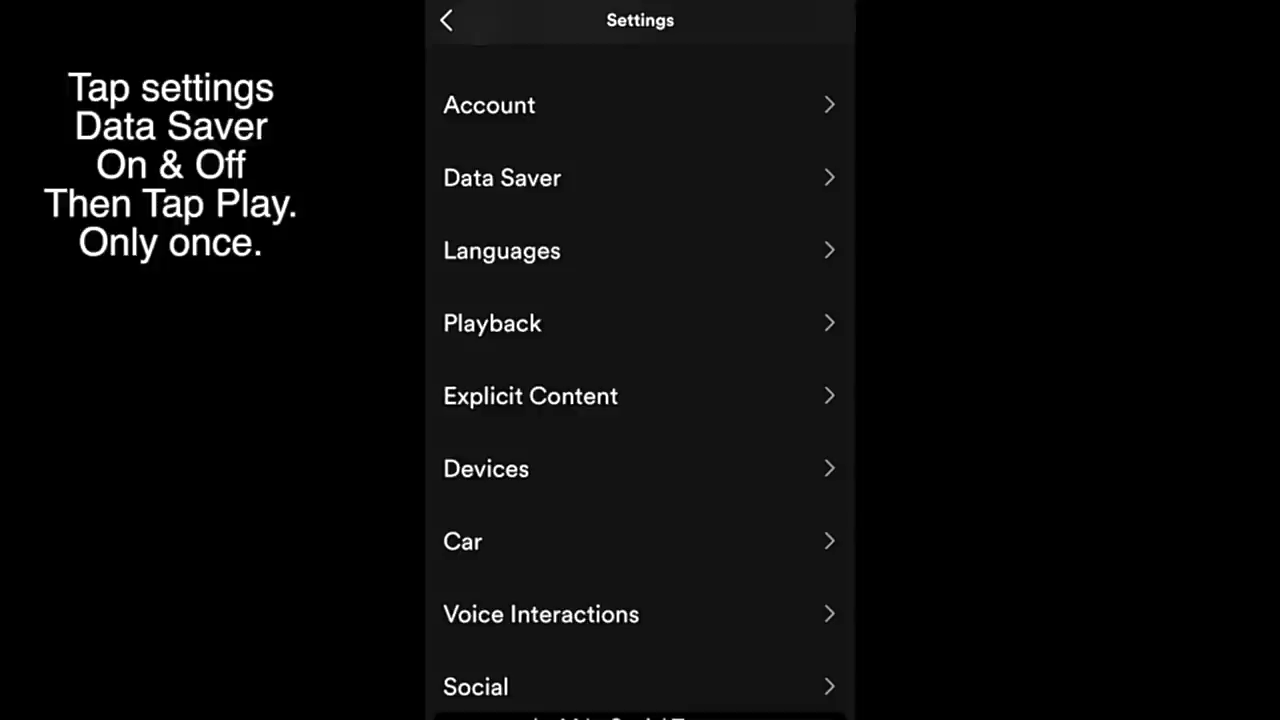 Tap settings
Data Saver
On & Off
Then Tap Play.
Only once.
Settings
Account
Data Saver
Languages
Playback
Explicit Content
Devices
Car
Voice Interactions
Social